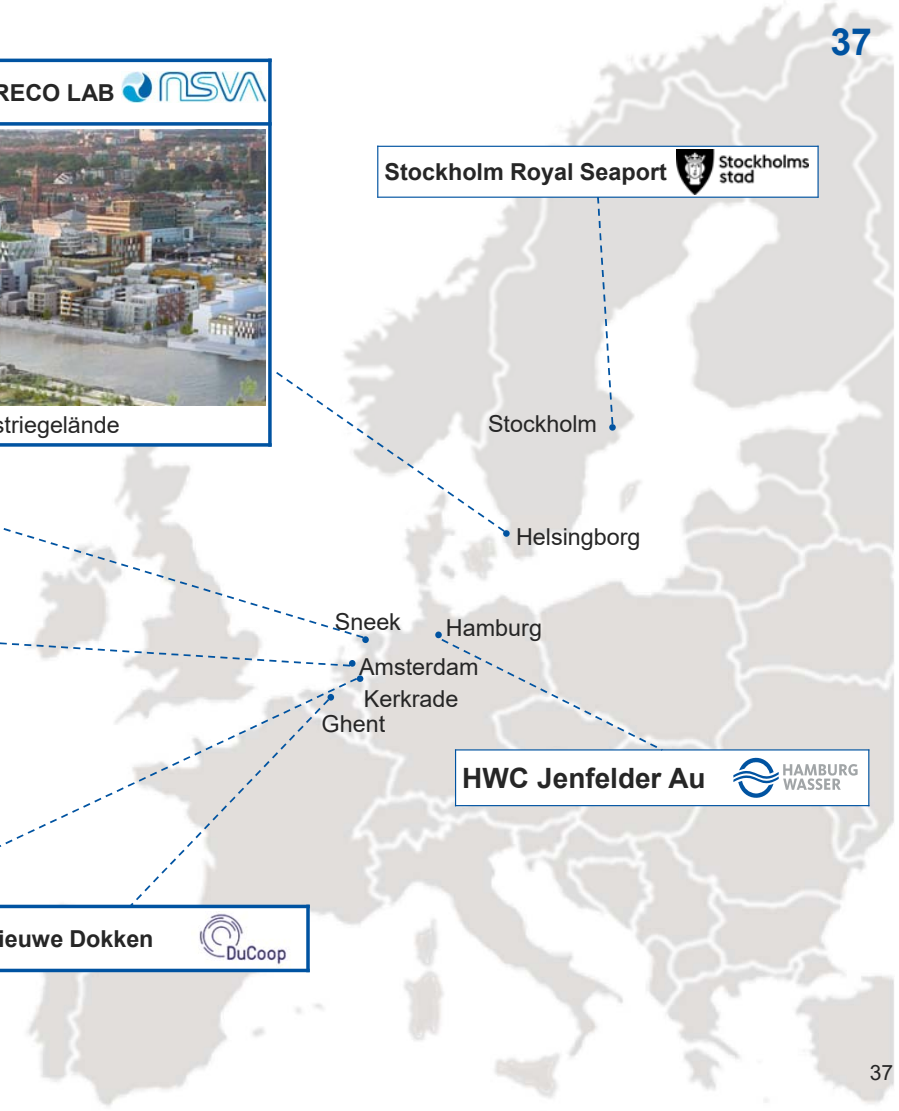 37
RECO LAB NSVA
Stockholm Royal Seaport Stockholms
stad
striegelände
Stockholm
Helsingborg
Sneek
Hamburg
Amsterdam
Kerkrade
Ghent
HWC Jenfelder Au HAMBURG
WASSER
ieuwe Dokken DuCoop
37